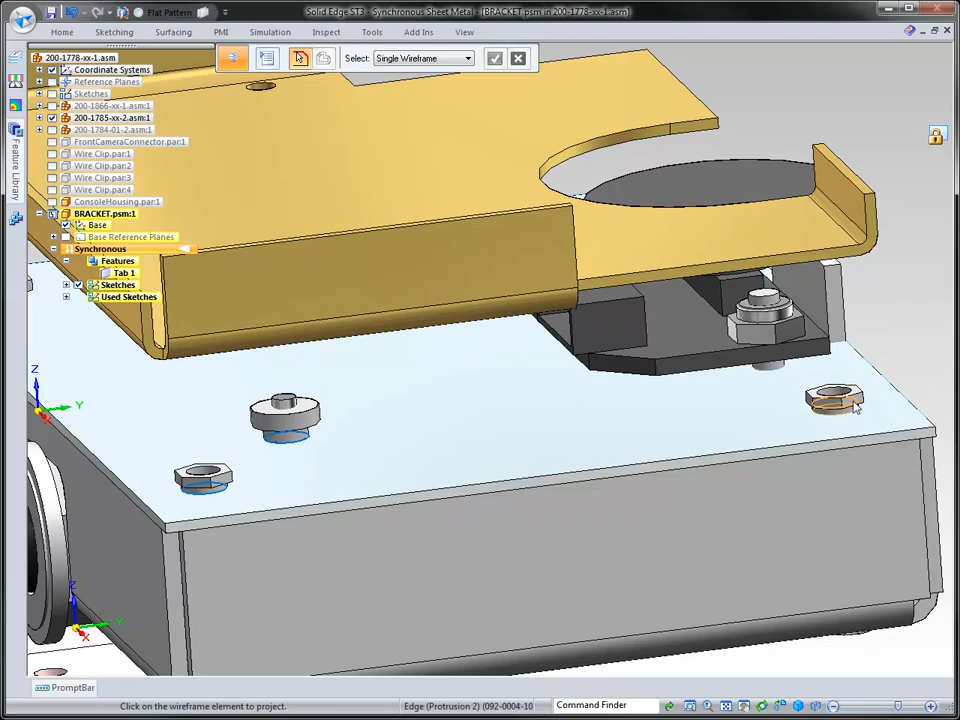 Flat Pattern
Solid Edge ST3 - Synchronous Sheet Metal - [BRACKET.psm in 200-1778-xx-1.asm]
Home Sketching Surfacing PMI Simulation Inspect Tools Add Ins View
Select: Single Wireframe
200-1778-xx-1.asm
Coordinate Systems
Reference Planes
Sketches
200-1866-xx-1.asm:1
200-1785-xx-2.asm:1
200-1784-01-2.asm:1
FrontCameraConnector.par:1
Wire Clip.par:1
Wire Clip.par:2
Wire Clip.par:3
Wire Clip.par:4
ConsoleHousing.par:1
BRACKET.psm:1
Base
Base Reference Planes
Synchronous
Features
Tab 1
Sketches
Used Sketches
Feature Library
Z
Y
X
Z
Y
X
PromptBar
Click on the wireframe element to project. Edge (Protrusion 2) (092-0004-10 Command Finder